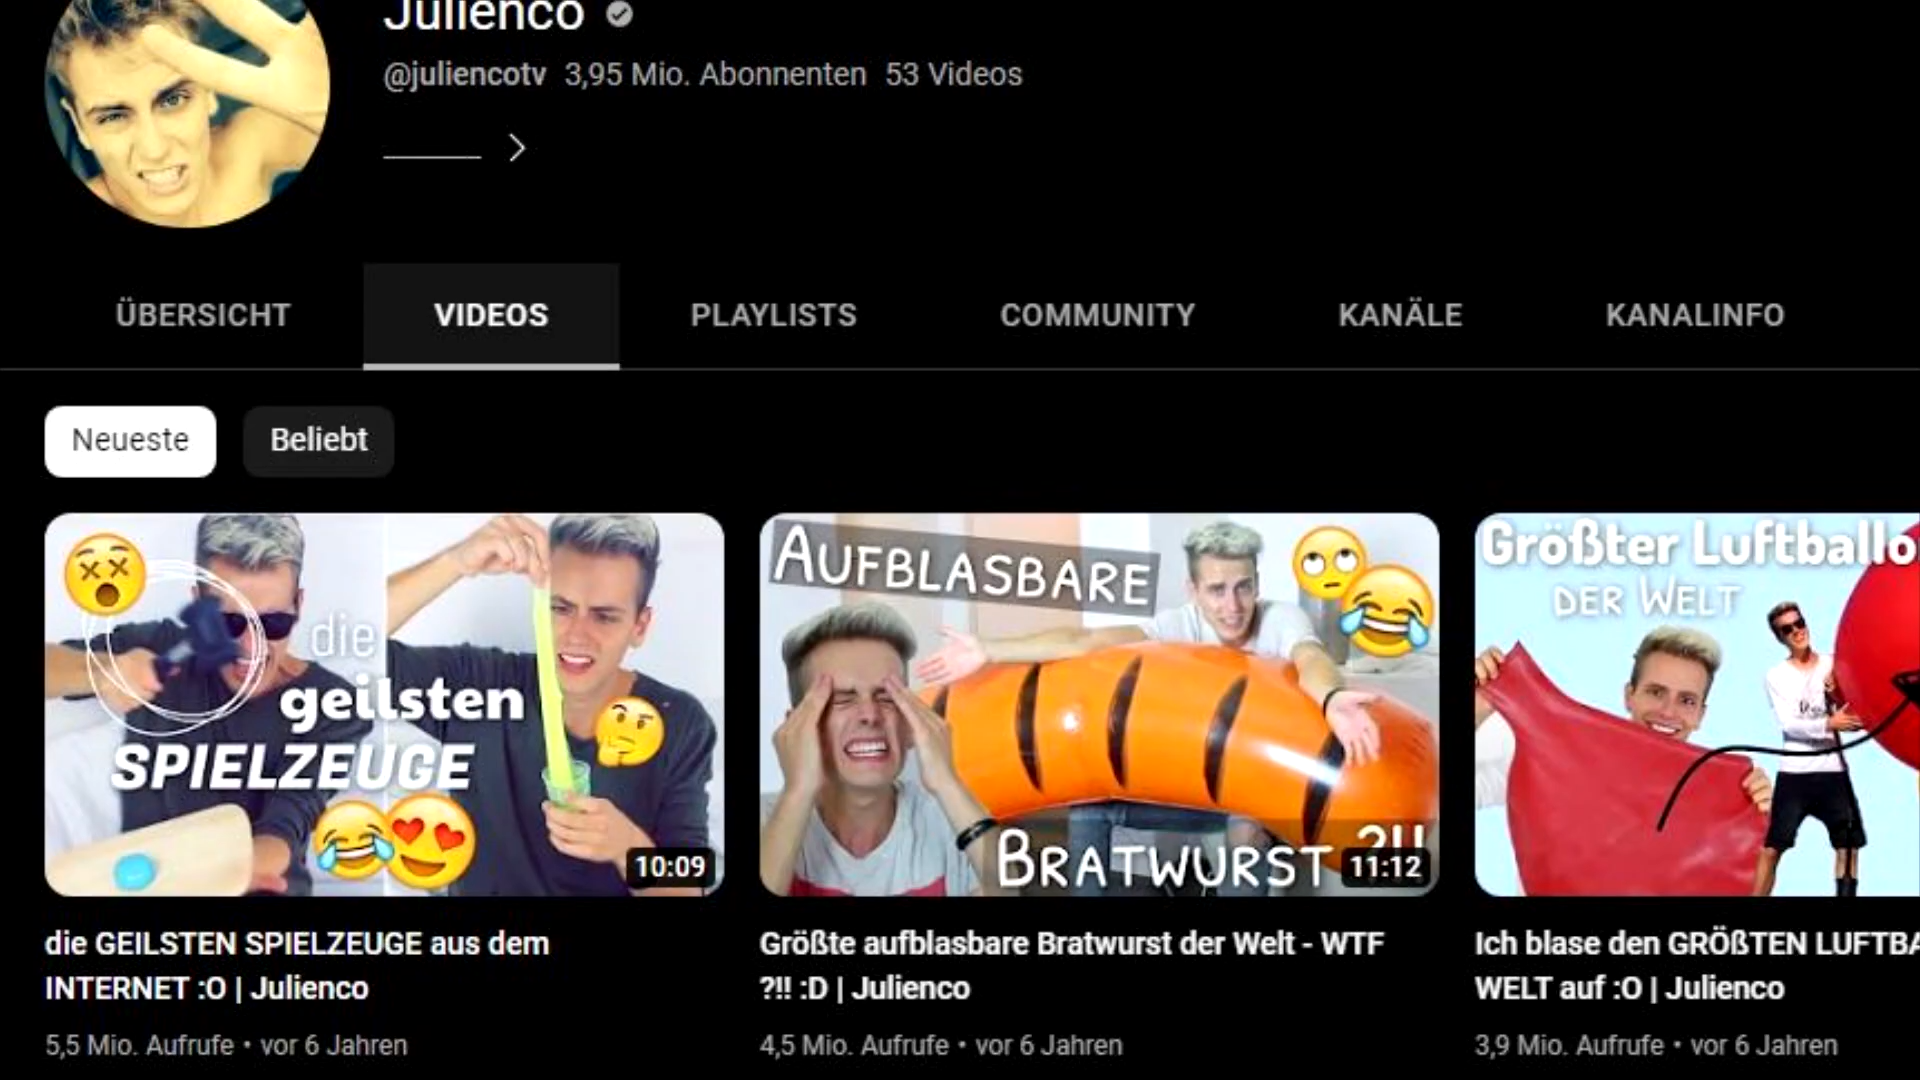 Julienco
@juliencotv 3,95 Mio. Abonnenten 53 Videos
ÜBERSICHT VIDEOS PLAYLISTS COMMUNITY KANÄLE KANALINFO
Neueste Beliebt
die
geilsten
SPIELZEUGE
10:09
AUFBLASBARE
BRATWURST ?!!
11:12
Größter Luftballo
DER WELT
die GEILSTEN SPIELZEUGE aus dem
INTERNET :O | Julienco
5,5 Mio. Aufrufe • vor 6 Jahren
Größte aufblasbare Bratwurst der Welt - WTF
?!! :D | Julienco
4,5 Mio. Aufrufe • vor 6 Jahren
Ich blase den GRÖßTEN LUFTBA
WELT auf :O | Julienco
3,9 Mio. Aufrufe • vor 6 Jahren